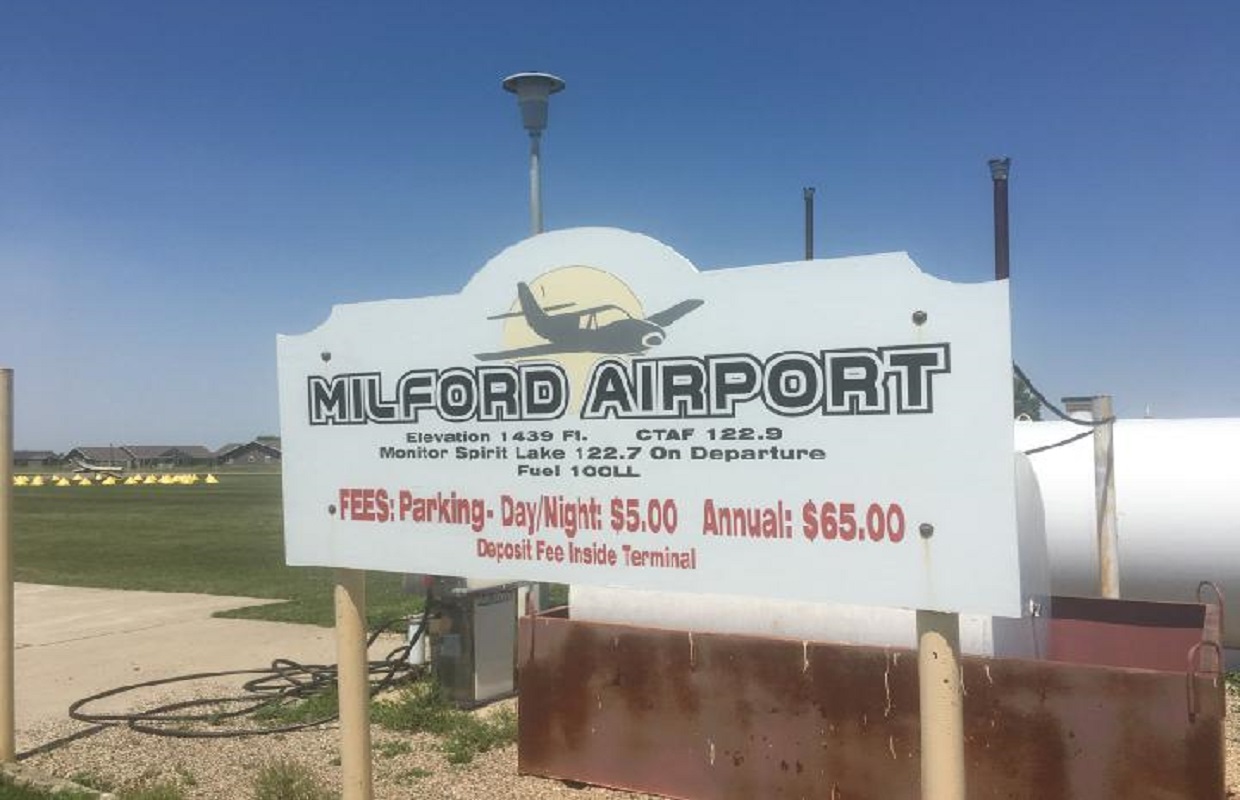 MILFORD AIRPORT
Elevation 1439 Ft. CTAF 122.9
Monitor Spirit Lake 122.7 On Departure
Fuel 100LL
FEES: Parking- Day/Night: $5.00 Annual: $65.00
Deposit Fee Inside Terminal